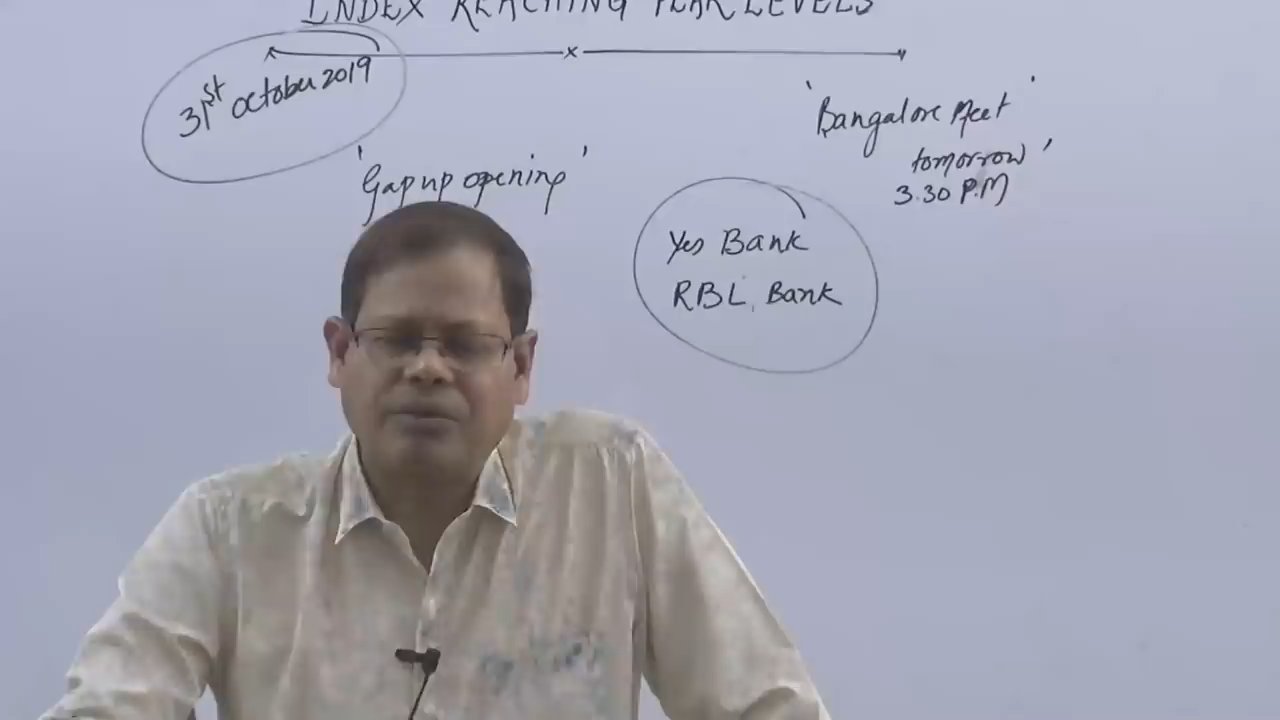 INDEX REACHING PEAK LEVELS
31st October 2019
'Gap up opening'
'Bangalore Meet'
tomorrow'
3.30 P.M
Yes Bank
RBL Bank